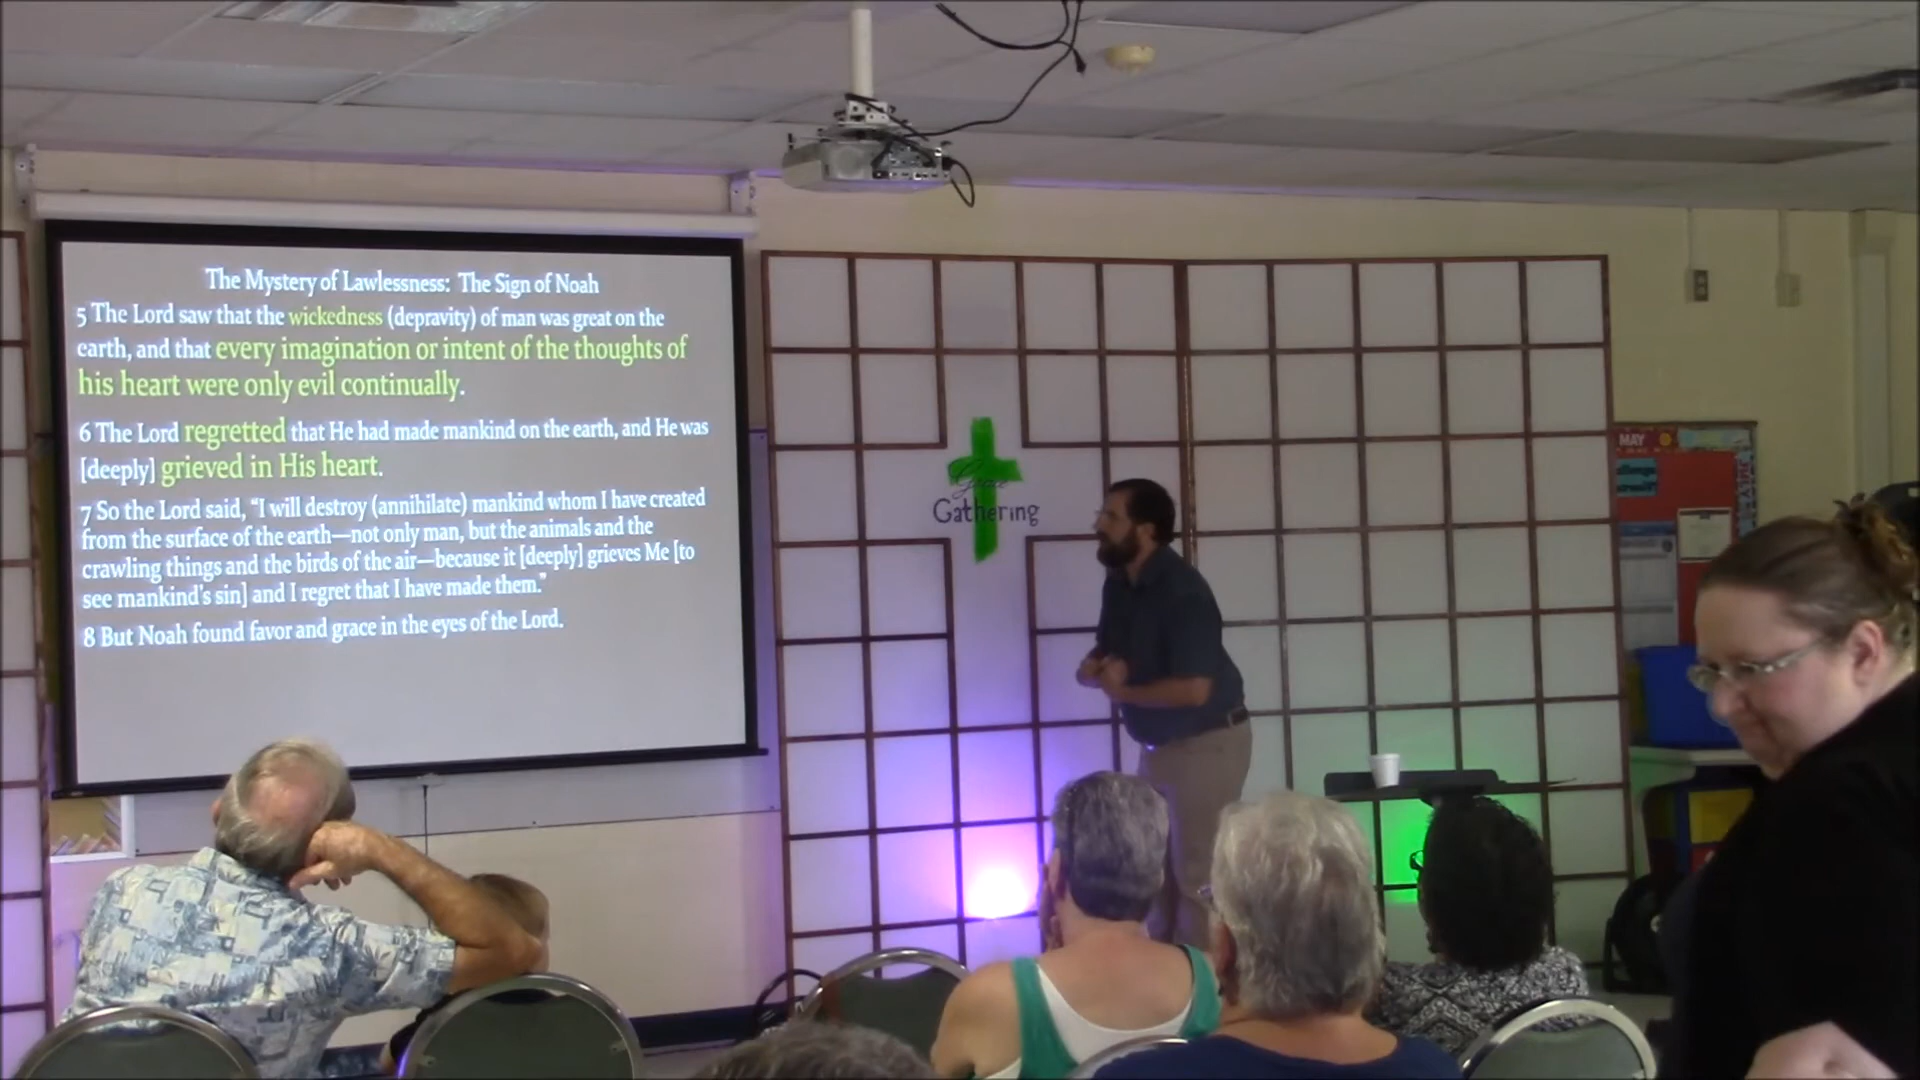 The Mystery of Lawlessness: The Sign of Noah
5 The Lord saw that the wickedness (depravity) of man was great on the
earth, and that every imagination or intent of the thoughts of
his heart were only evil continually.
6 The Lord regretted that He had made mankind on the earth, and He was
[deeply] grieved in His heart.
7 So the Lord said, “I will destroy (annihilate) mankind whom I have created
from the surface of the earth—not only man, but the animals and the
crawling things and the birds of the air—because it [deeply] grieves Me [to
see mankind's sin] and I regret that I have made them.”
8 But Noah found favor and grace in the eyes of the Lord.
Grace
Gathering
MAY